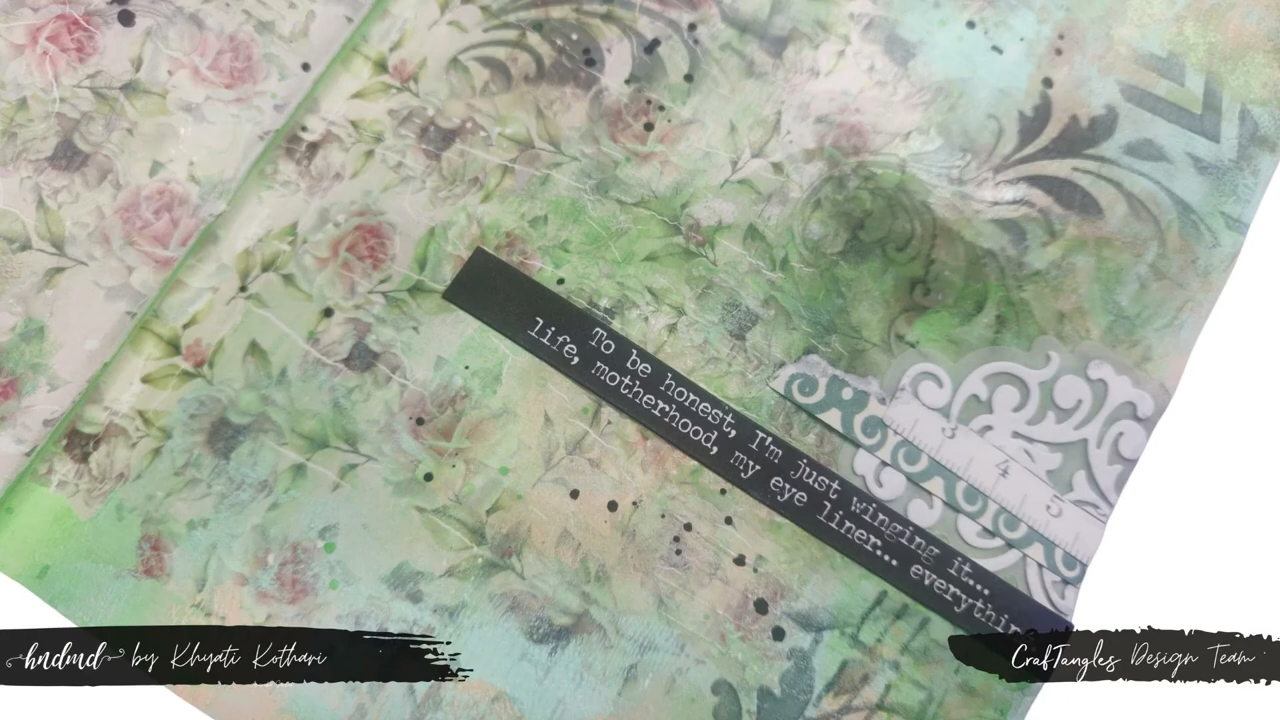 To be honest, I'm just winging it...
life, motherhood, my eye liner... everything
3 4 5
hndmd by Khyati Kothari
CrafTangles Design Team